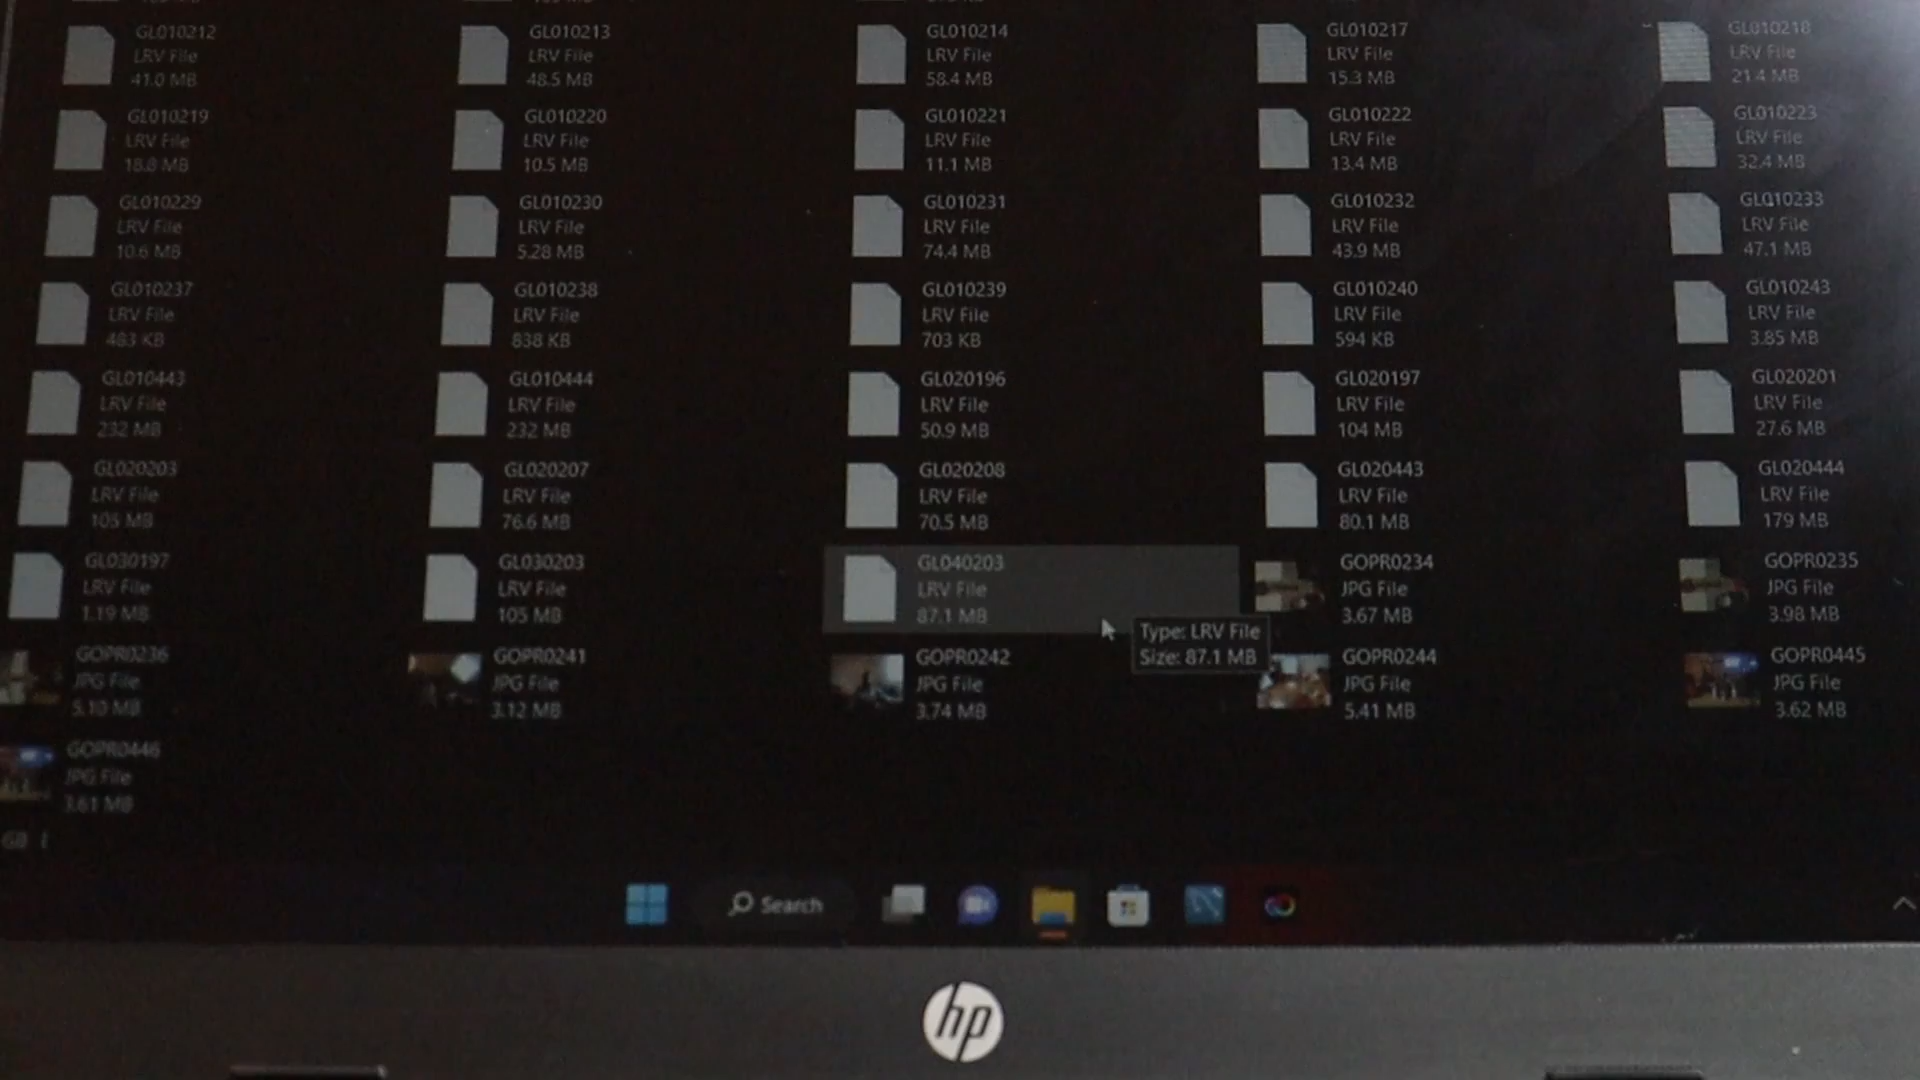 GL010212
LRV File
41.0 MB
GL010213
LRV File
48.5 MB
GL010214
LRV File
58.4 MB
GL010217
LRV File
15.3 MB
GL010218
LRV File
21.4 MB
GL010219
LRV File
18.8 MB
GL010220
LRV File
10.5 MB
GL010221
LRV File
11.1 MB
GL010222
LRV File
13.4 MB
GL010223
LRV File
32.4 MB
GL010229
LRV File
10.6 MB
GL010230
LRV File
5.28 MB
GL010231
LRV File
74.4 MB
GL010232
LRV File
43.9 MB
GL010233
LRV File
47.1 MB
GL010237
LRV File
483 KB
GL010238
LRV File
838 KB
GL010239
LRV File
703 KB
GL010240
LRV File
594 KB
GL010243
LRV File
3.85 MB
GL010443
LRV File
232 MB
GL010444
LRV File
232 MB
GL020196
LRV File
50.9 MB
GL020197
LRV File
104 MB
GL020201
LRV File
27.6 MB
GL020203
LRV File
105 MB
GL020207
LRV File
76.6 MB
GL020208
LRV File
70.5 MB
GL020443
LRV File
80.1 MB
GL020444
LRV File
179 MB
GL030197
LRV File
1.19 MB
GL030203
LRV File
105 MB
GL040203
LRV File
87.1 MB
GOPR0234
JPG File
3.67 MB
GOPR0235
JPG File
3.98 MB
Type: LRV File
Size: 87.1 MB
GOPR0236
JPG File
5.10 MB
GOPR0241
JPG File
3.12 MB
GOPR0242
JPG File
3.74 MB
GOPR0244
JPG File
5.41 MB
GOPR0445
JPG File
3.62 MB
GOPR0446
JPG File
3.61 MB
GB
Search
hp